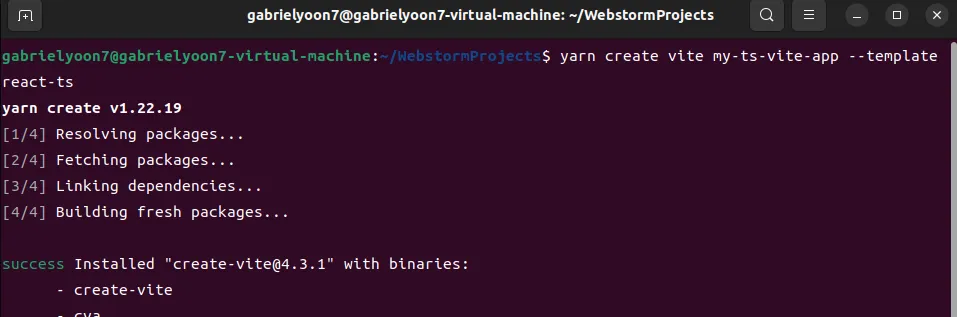 gabrielyoon7@gabrielyoon7-virtual-machine: ~/WebstormProjects
gabrielyoon7@gabrielyoon7-virtual-machine:~/WebstormProjects$ yarn create vite my-ts-vite-app --template
react-ts
yarn create v1.22.19
[1/4] Resolving packages...
[2/4] Fetching packages...
[3/4] Linking dependencies...
[4/4] Building fresh packages...
success Installed "create-vite@4.3.1" with binaries:
- create-vite
- cva